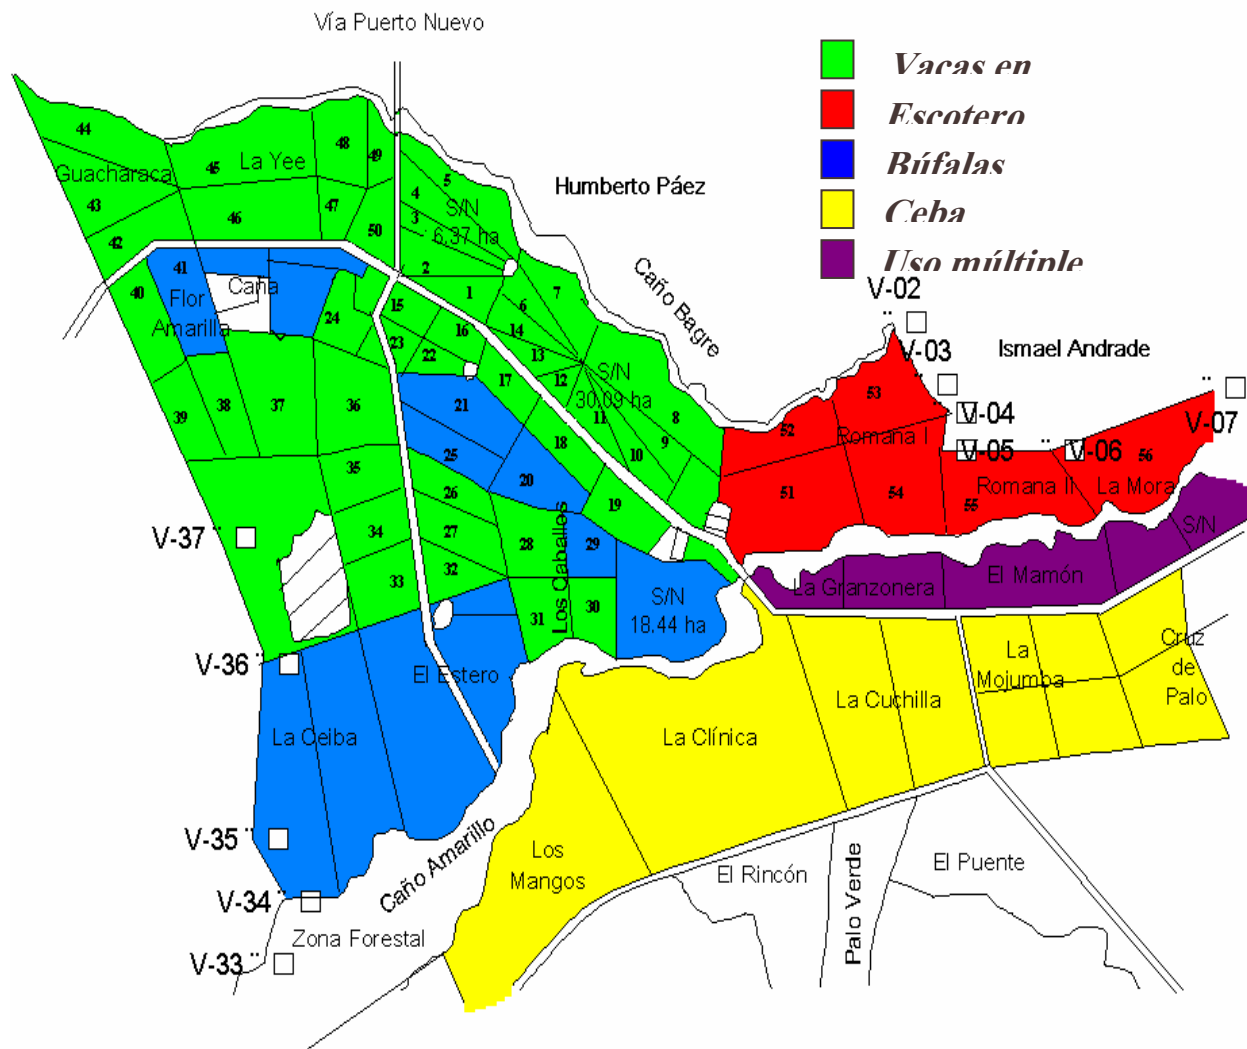 Vía Puerto Nuevo
Vacas en
Escotero
Búfalas
Ceba
Uso múltiple
44
Guacharaca
43
42
45
La Yee
46
48
49
47
50
4
5
3
S/N
6.37 ha
2
1
Humberto Páez
Caño Bagre
7
6
14
13
12
S/N
30.09 ha
11
8
9
10
41
40
Flor
Amarilla
Caña
24
15
16
23
22
17
18
19
39
38
37
36
35
34
33
21
25
20
26
27
32
28
29
Los Caballos
31
30
S/N
18.44 ha
V-02
V-03
Ismael Andrade
V-04
V-05
V-06
V-07
52
53
Romana I
51
54
55
Romana II
56
La Mora
S/N
La Granzonera
El Mamón
V-37
V-36
V-35
V-34
V-33
El Estero
La Ceiba
Zona Forestal
Caño Amarillo
Los
Mangos
La Clínica
La Cuchilla
La
Mojumba
Cruz
de
Palo
El Rincón
Palo Verde
El Puente